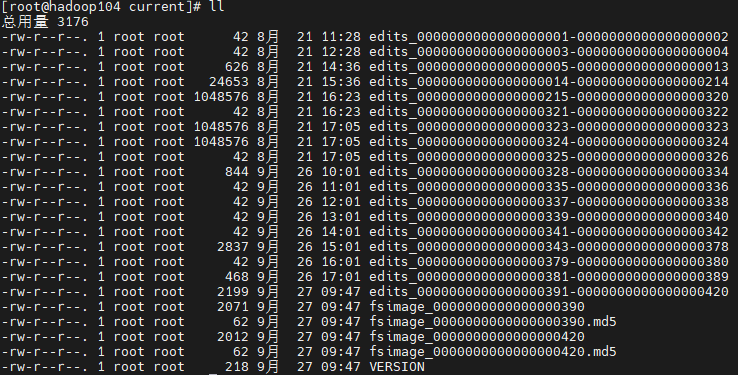 [root@hadoop104 current]# ll
总用量 3176
-rw-r--r--. 1 root root      42 8月  21 11:28 edits_0000000000000000001-0000000000000000002
-rw-r--r--. 1 root root      42 8月  21 12:28 edits_0000000000000000003-0000000000000000004
-rw-r--r--. 1 root root     626 8月  21 14:36 edits_0000000000000000005-0000000000000000013
-rw-r--r--. 1 root root   24653 8月  21 15:36 edits_0000000000000000014-0000000000000000214
-rw-r--r--. 1 root root 1048576 8月  21 16:23 edits_0000000000000000215-0000000000000000320
-rw-r--r--. 1 root root      42 8月  21 16:23 edits_0000000000000000321-0000000000000000322
-rw-r--r--. 1 root root 1048576 8月  21 17:05 edits_0000000000000000323-0000000000000000323
-rw-r--r--. 1 root root 1048576 8月  21 17:05 edits_0000000000000000324-0000000000000000324
-rw-r--r--. 1 root root      42 8月  21 17:05 edits_0000000000000000325-0000000000000000326
-rw-r--r--. 1 root root     844 9月  26 10:01 edits_0000000000000000328-0000000000000000334
-rw-r--r--. 1 root root      42 9月  26 11:01 edits_0000000000000000335-0000000000000000336
-rw-r--r--. 1 root root      42 9月  26 12:01 edits_0000000000000000337-0000000000000000338
-rw-r--r--. 1 root root      42 9月  26 13:01 edits_0000000000000000339-0000000000000000340
-rw-r--r--. 1 root root      42 9月  26 14:01 edits_0000000000000000341-0000000000000000342
-rw-r--r--. 1 root root    2837 9月  26 15:01 edits_0000000000000000343-0000000000000000378
-rw-r--r--. 1 root root      42 9月  26 16:01 edits_0000000000000000379-0000000000000000380
-rw-r--r--. 1 root root     468 9月  26 17:01 edits_0000000000000000381-0000000000000000389
-rw-r--r--. 1 root root    2199 9月  27 09:47 edits_0000000000000000391-0000000000000000420
-rw-r--r--. 1 root root    2071 9月  27 09:47 fsimage_0000000000000000390
-rw-r--r--. 1 root root      62 9月  27 09:47 fsimage_0000000000000000390.md5
-rw-r--r--. 1 root root    2012 9月  27 09:47 fsimage_0000000000000000420
-rw-r--r--. 1 root root      62 9月  27 09:47 fsimage_0000000000000000420.md5
-rw-r--r--. 1 root root     218 9月  27 09:47 VERSION